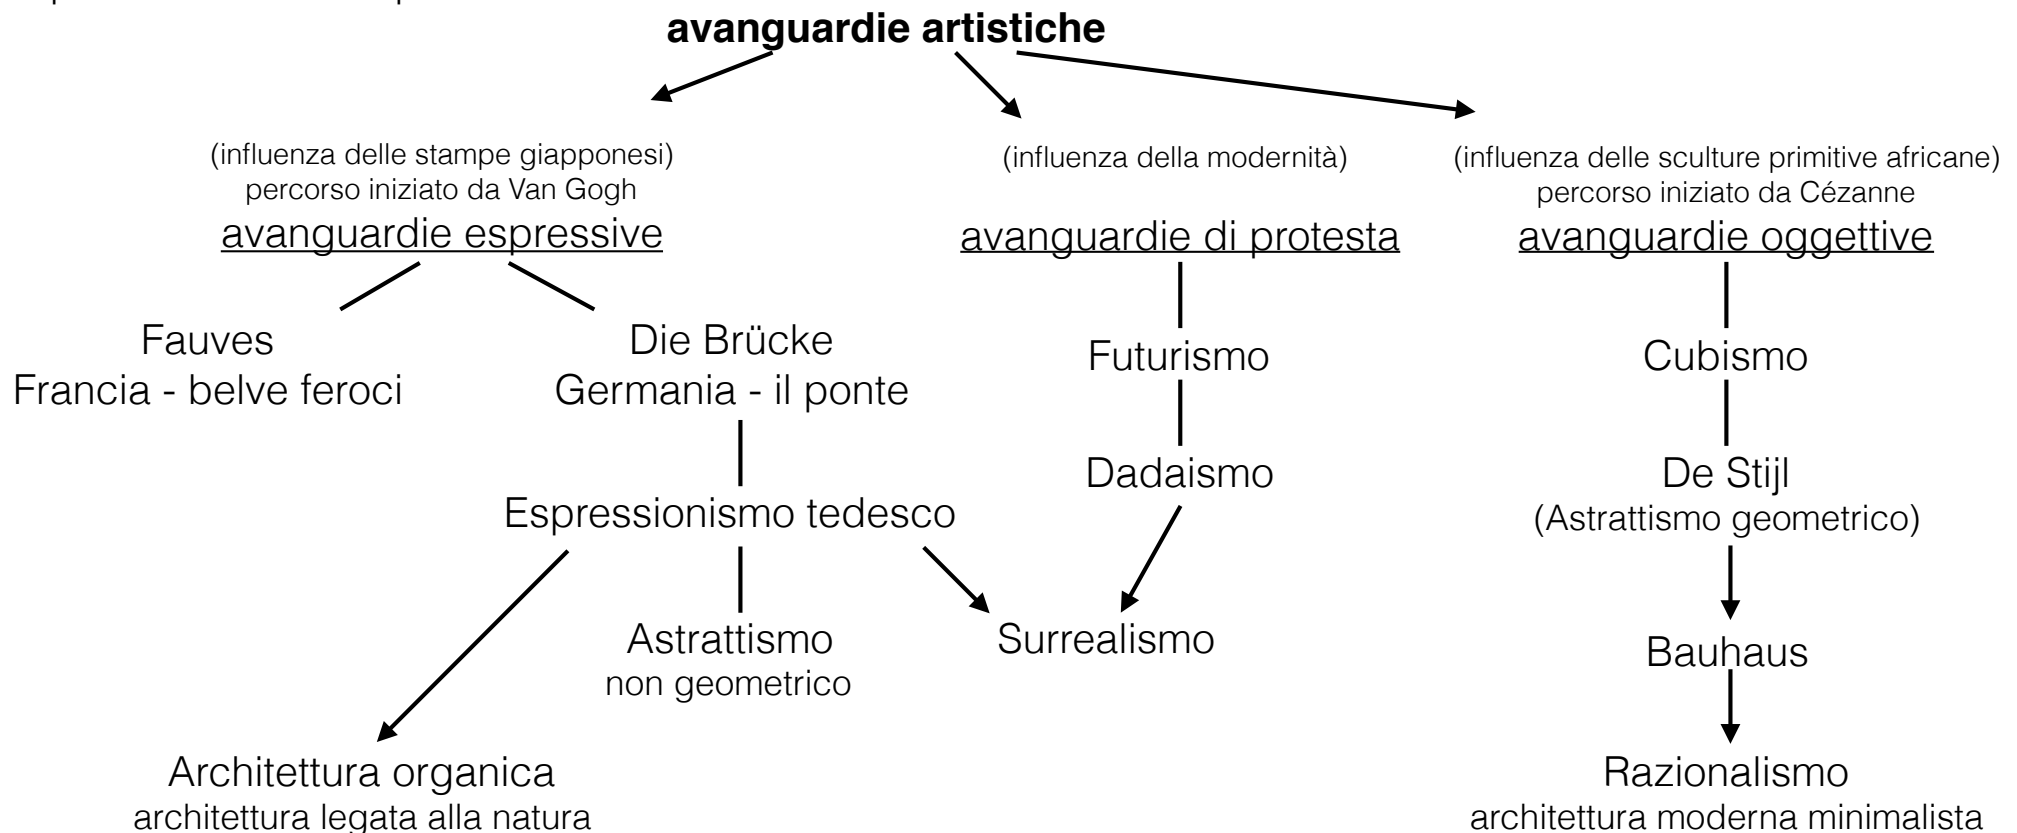 avanguardie artistiche
(influenza delle stampe giapponesi)
percorso iniziato da Van Gogh
avanguardie espressive
(influenza della modernità)
avanguardie di protesta
(influenza delle sculture primitive africane)
percorso iniziato da Cézanne
avanguardie oggettive
Fauves
Francia - belve feroci
Die Brücke
Germania - il ponte
Futurismo
Cubismo
Dadaismo
De Stijl
(Astrattismo geometrico)
Espressionismo tedesco
Astrattismo
non geometrico
Surrealismo
Bauhaus
Architettura organica
architettura legata alla natura
Razionalismo
architettura moderna minimalista